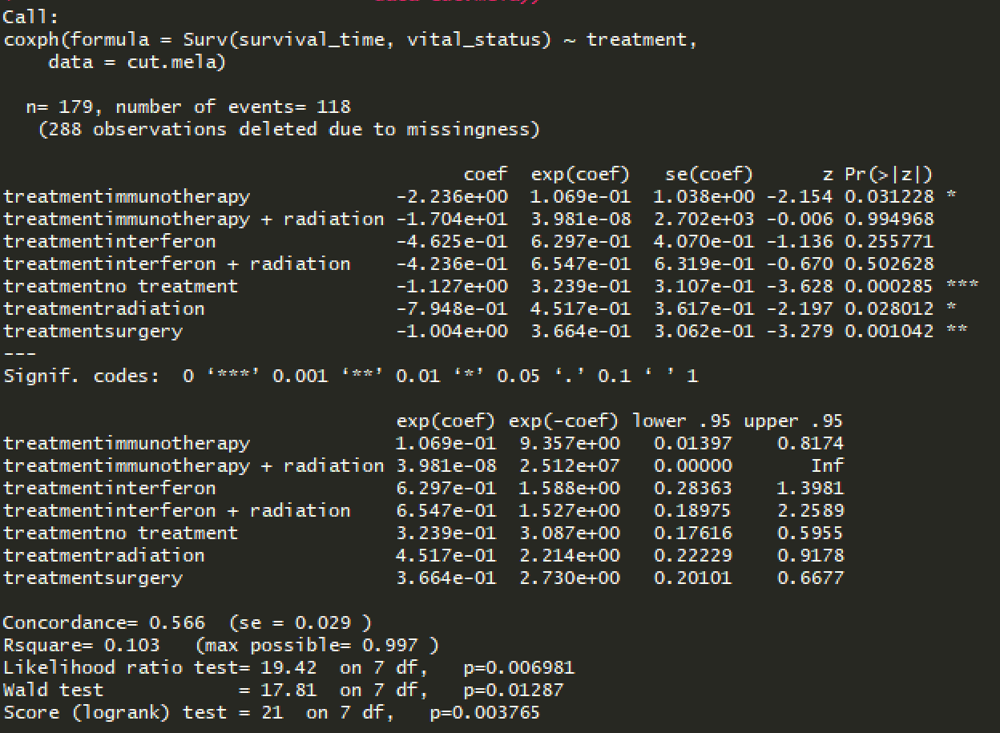 Call:
coxph(formula = Surv(survival_time, vital_status) ~ treatment,
    data = cut.mela)

  n= 179, number of events= 118
   (288 observations deleted due to missingness)

                                         coef  exp(coef)   se(coef)      z Pr(>|z|)
treatmentimmunotherapy             -2.236e+00  1.069e-01  1.038e+00 -2.154 0.031228 *
treatmentimmunotherapy + radiation -1.704e+01  3.981e-08  2.702e+03 -0.006 0.994968
treatmentinterferon                -4.625e-01  6.297e-01  4.070e-01 -1.136 0.255771
treatmentinterferon + radiation    -4.236e-01  6.547e-01  6.319e-01 -0.670 0.502628
treatmentno treatment              -1.127e+00  3.239e-01  3.107e-01 -3.628 0.000285 ***
treatmentradiation                 -7.948e-01  4.517e-01  3.617e-01 -2.197 0.028012 *
treatmentsurgery                   -1.004e+00  3.664e-01  3.062e-01 -3.279 0.001042 **
---
Signif. codes:  0 ‘***’ 0.001 ‘**’ 0.01 ‘*’ 0.05 ‘.’ 0.1 ‘ ’ 1

                                   exp(coef) exp(-coef) lower .95 upper .95
treatmentimmunotherapy             1.069e-01  9.357e+00   0.01397    0.8174
treatmentimmunotherapy + radiation 3.981e-08  2.512e+07   0.00000       Inf
treatmentinterferon                6.297e-01  1.588e+00   0.28363    1.3981
treatmentinterferon + radiation    6.547e-01  1.527e+00   0.18975    2.2589
treatmentno treatment              3.239e-01  3.087e+00   0.17616    0.5955
treatmentradiation                 4.517e-01  2.214e+00   0.22229    0.9178
treatmentsurgery                   3.664e-01  2.730e+00   0.20101    0.6677

Concordance= 0.566  (se = 0.029 )
Rsquare= 0.103   (max possible= 0.997 )
Likelihood ratio test= 19.42  on 7 df,   p=0.006981
Wald test            = 17.81  on 7 df,   p=0.01287
Score (logrank) test = 21  on 7 df,   p=0.003765